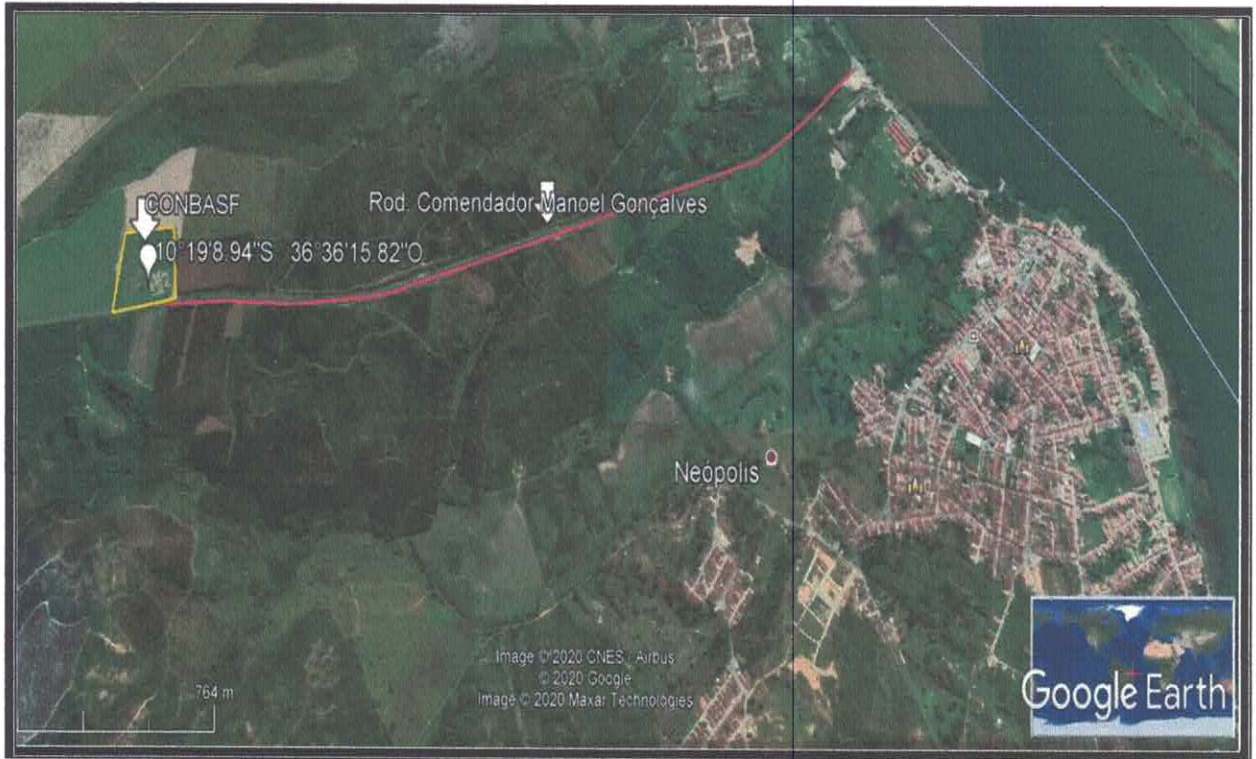 CONBASF
Rod. Comendador Manoel Gonçalves
10°19'8.94"S 36°36'15.82"O
Neópolis
Image © 2020 CNES / Airbus
© 2020 Google
Image © 2020 Maxar Technologies
764 m
Google Earth